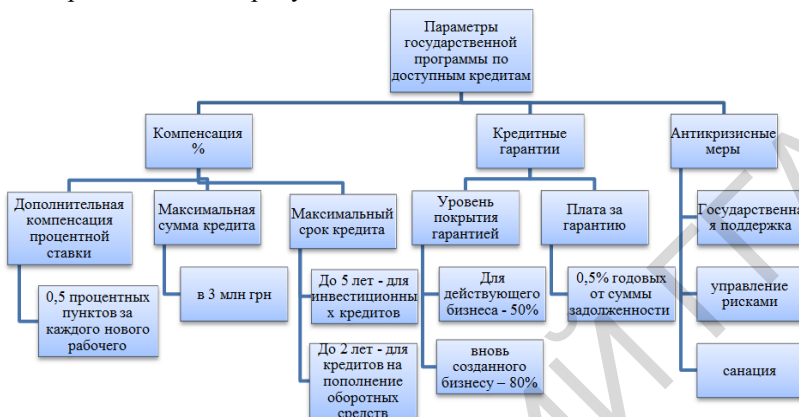 Параметры
государственной
программы по
доступным кредитам
Компенсация
%
Кредитные
гарантии
Антикризисные
меры
Дополнительная
компенсация
процентной
ставки
Максимальная
сумма кредита
Максимальный
срок кредита
Уровень
покрытия
гарантией
Плата за
гарантию
Государственна
я поддержка
0,5 процентных
пунктов за
каждого нового
рабочего
в 3 млн грн
До 5 лет - для
инвестиционны
х кредитов
Для
действующего
бизнеса - 50%
0,5% годовых
от суммы
задолженности
управление
рисками
До 2 лет - для
кредитов на
пополнение
оборотных
средств
вновь
созданного
бизнесу – 80%
санация